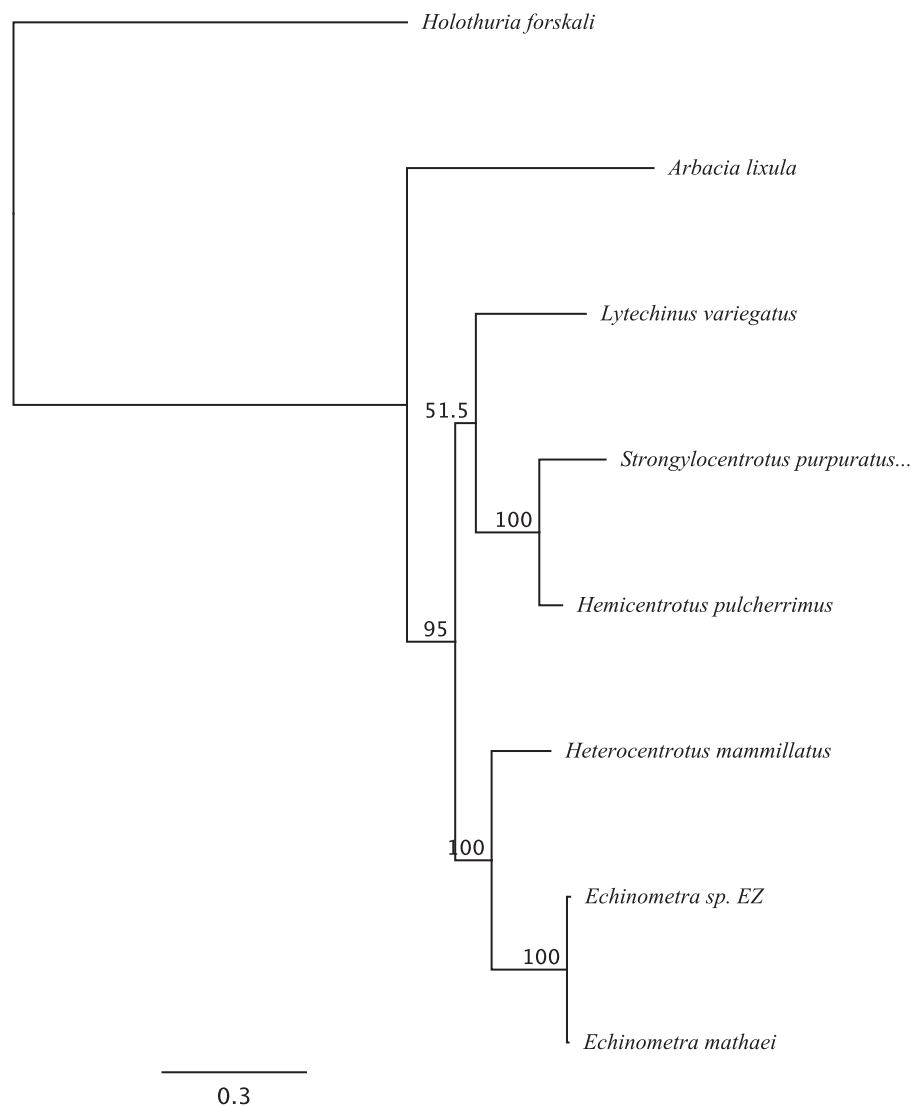 Holothuria forskali
Arbacia lixula
Lytechinus variegatus
51.5
Strongylocentrotus purpuratus...
100
Hemicentrotus pulcherrimus
95
Heterocentrotus mammillatus
100
Echinometra sp. EZ
100
Echinometra mathaei
0.3